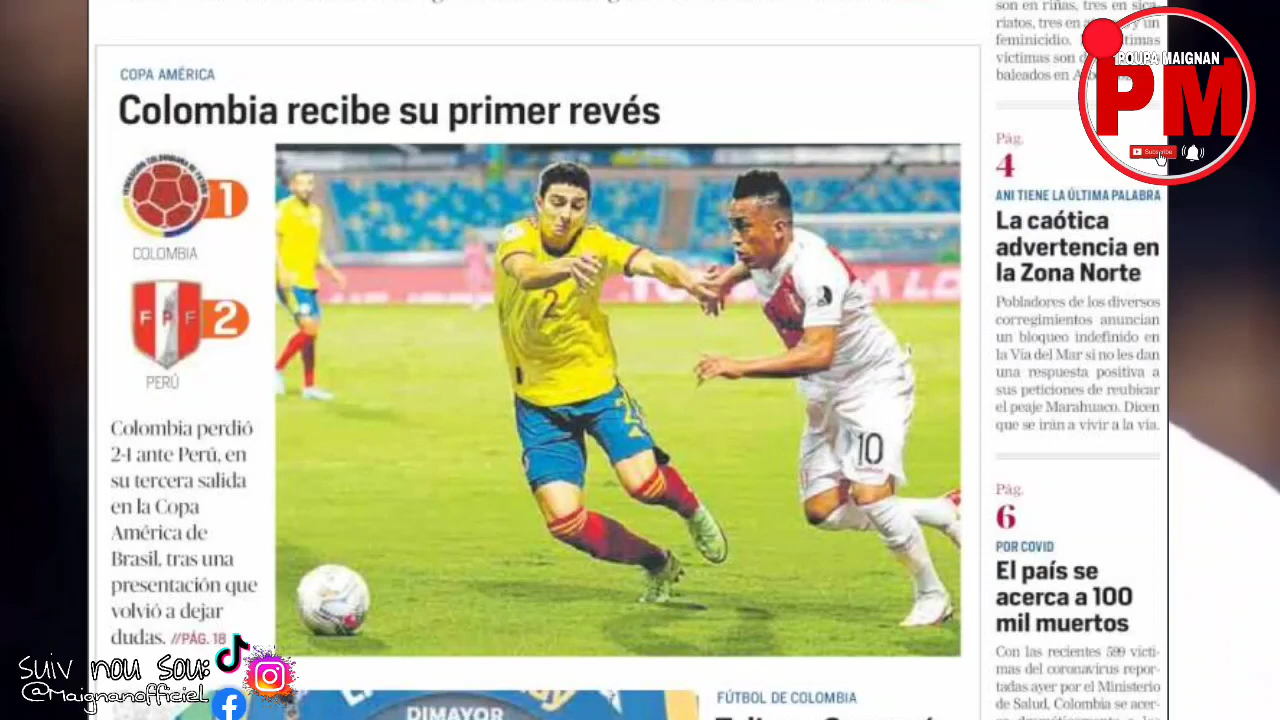 COPA AMÉRICA
Colombia recibe su primer revés
1
COLOMBIA
FPF
2
PERÚ
Colombia perdió
2-1 ante Perú, en
su tercera salida
en la Copa
América de
Brasil, tras una
presentación que
volvió a dejar
dudas. //PÁG. 18
2
10
son en riñas, tres en sica-
riatos, tres en
feminicidio.
víctimas son
baleados en
Pág.
4
ANI TIENE LA ÚLTIMA PALABRA
La caótica
advertencia en
la Zona Norte
Pobladores de los diversos
corregimientos anuncian
un bloqueo indefinido en
la Vía del Mar si no les dan
una respuesta positiva a
sus peticiones de reubicar
el peaje Marahuaco. Dicen
que se irán a vivir a la vía.
Pág.
6
POR COVID
El país se
acerca a 100
mil muertos
Con las recientes 599 vícti-
mas del coronavirus repor-
tadas ayer por el Ministerio
de Salud, Colombia se acer-
DIMAYOR
FÚTBOL DE COLOMBIA
ROUPA MAIGNAN
PM
Subscribe
Suiv nou sou:
@Maignanofficiel